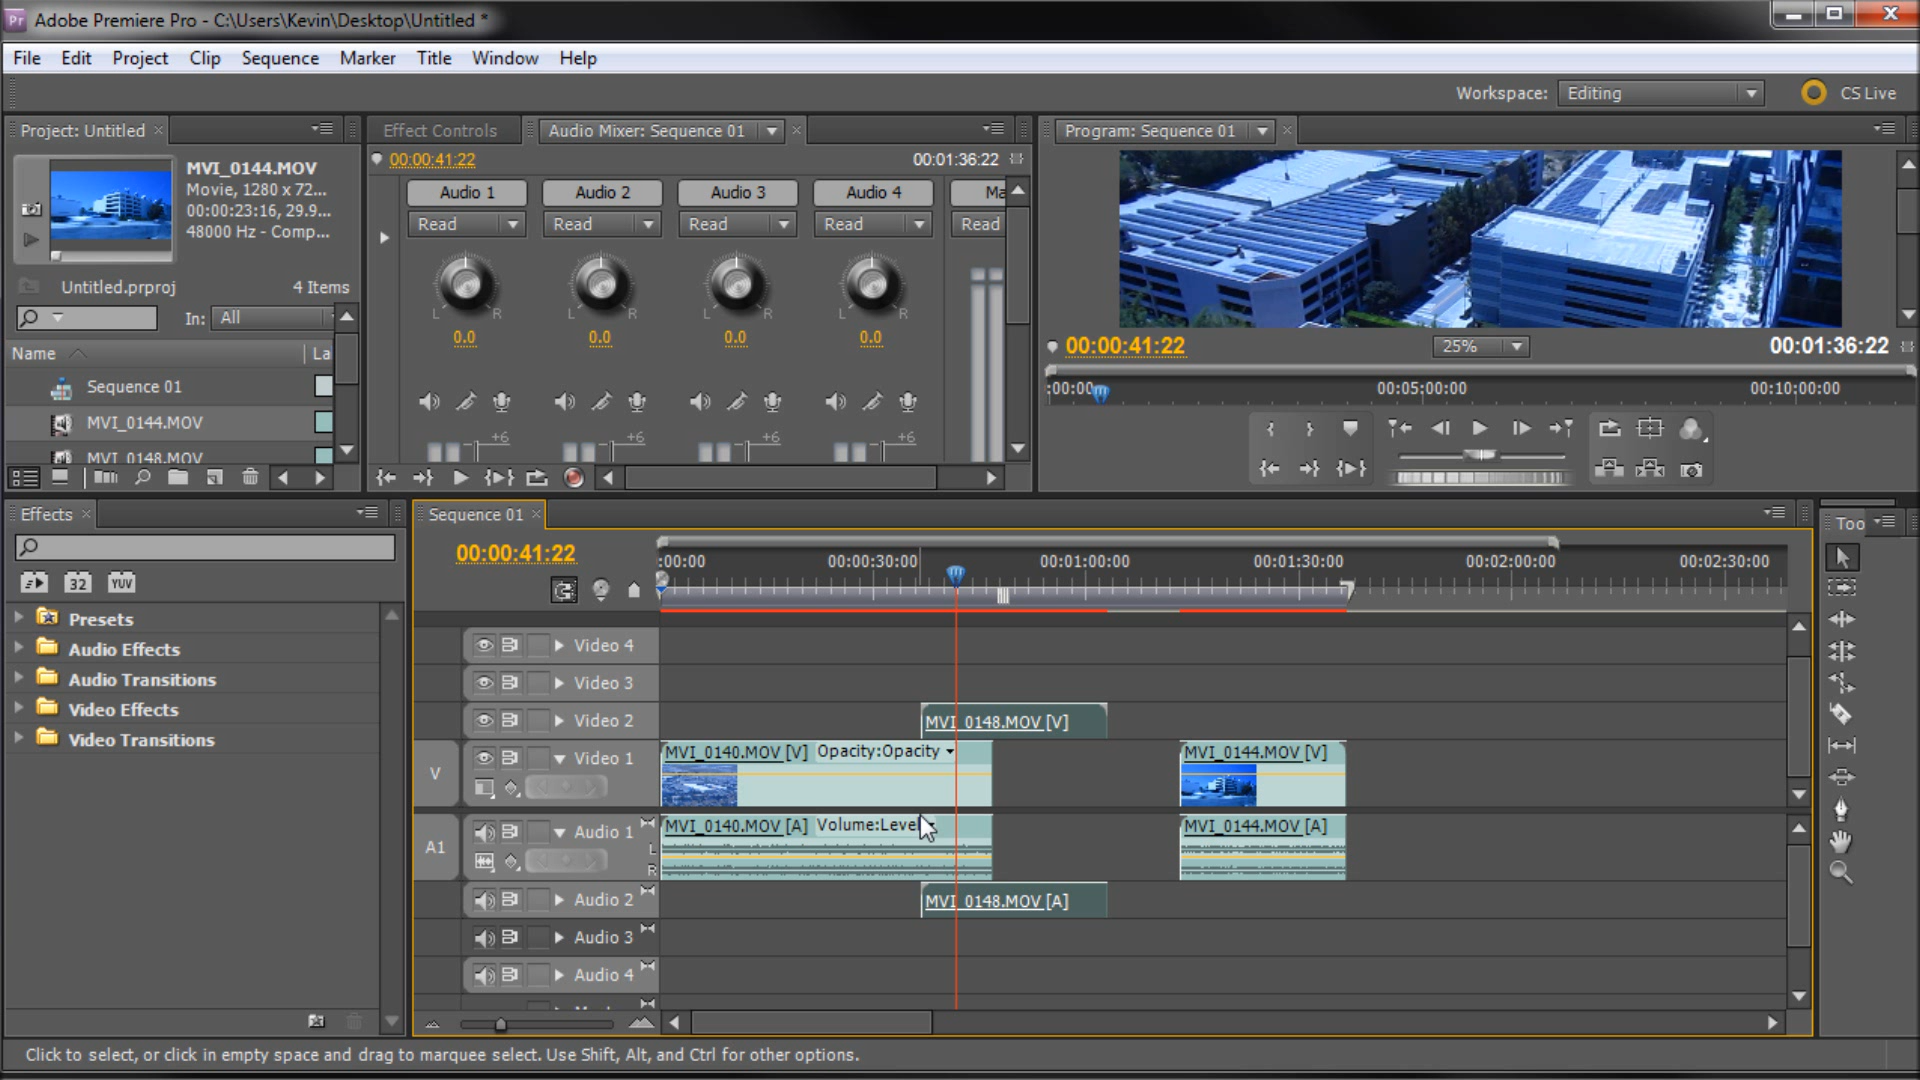 Pr Adobe Premiere Pro - C:\Users\Kevin\Desktop\Untitled *
File Edit Project Clip Sequence Marker Title Window Help
Workspace: Editing CS Live
Project: Untitled
MVI_0144.MOV
Movie, 1280 x 72...
00:00:23:16, 29.9...
48000 Hz - Comp...
Untitled.prproj 4 Items
In: All
Name La
Sequence 01
MVI_0144.MOV
MVI_0148.MOV
Effect Controls Audio Mixer: Sequence 01
00:00:41:22 00:01:36:22
Audio 1 Audio 2 Audio 3 Audio 4 Ma
Read Read Read Read Read
L R L R L R L R
0.0 0.0 0.0 0.0
+6 +6 +6 +6
Program: Sequence 01
00:00:41:22 25% 00:01:36:22
:00:00 00:05:00:00 00:10:00:00
Effects
32 YUV
Presets
Audio Effects
Audio Transitions
Video Effects
Video Transitions
Sequence 01
00:00:41:22
:00:00 00:00:30:00 00:01:00:00 00:01:30:00 00:02:00:00 00:02:30:00
Video 4
Video 3
Video 2 MVI_0148.MOV [V]
V Video 1 MVI_0140.MOV [V] Opacity:Opacity MVI_0144.MOV [V]
A1 Audio 1 L R MVI_0140.MOV [A] Volume:Level MVI_0144.MOV [A]
Audio 2 MVI_0148.MOV [A]
Audio 3
Audio 4
Too
Click to select, or click in empty space and drag to marquee select. Use Shift, Alt, and Ctrl for other options.